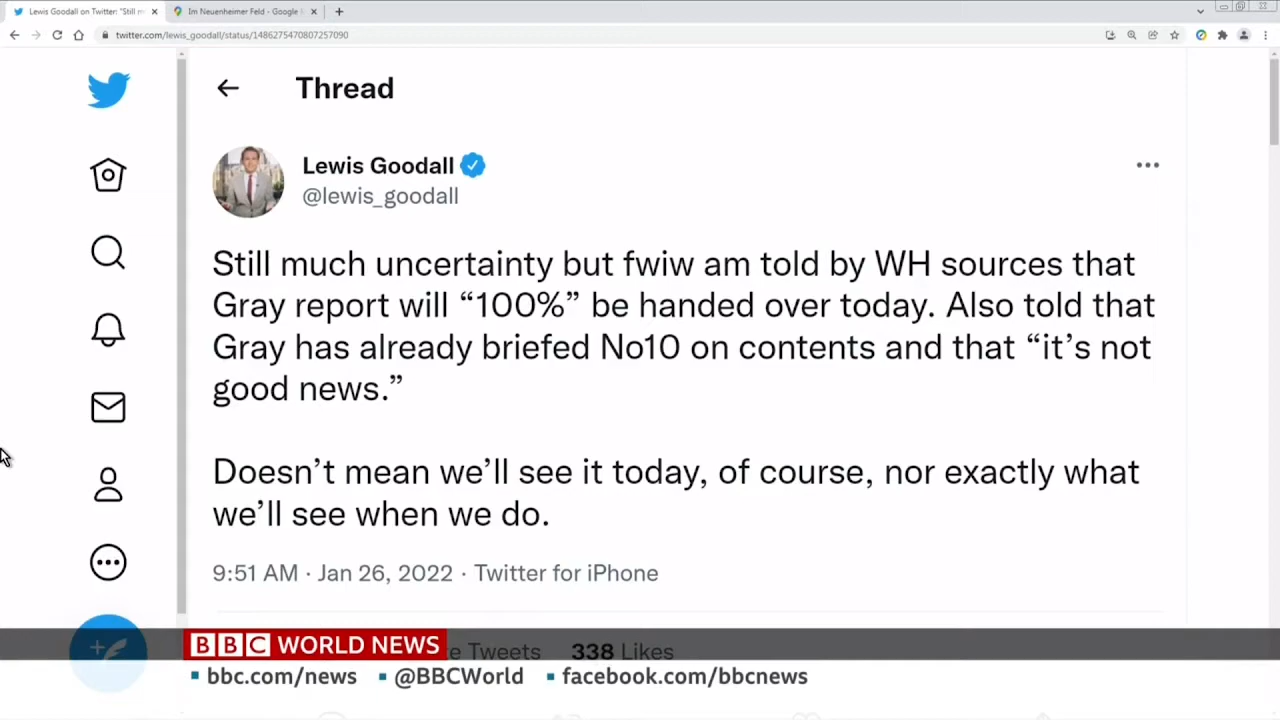 Lewis Goodall on Twitter: "Still m
Im Neuenheimer Feld - Google
twitter.com/lewis_goodall/status/1486275470807257090
Thread
Lewis Goodall
@lewis_goodall
Still much uncertainty but fwiw am told by WH sources that
Gray report will “100%” be handed over today. Also told that
Gray has already briefed No10 on contents and that “it’s not
good news.”
Doesn’t mean we’ll see it today, of course, nor exactly what
we’ll see when we do.
9:51 AM · Jan 26, 2022 · Twitter for iPhone
Tweets 338 Likes
BBC WORLD NEWS
bbc.com/news @BBCWorld facebook.com/bbcnews